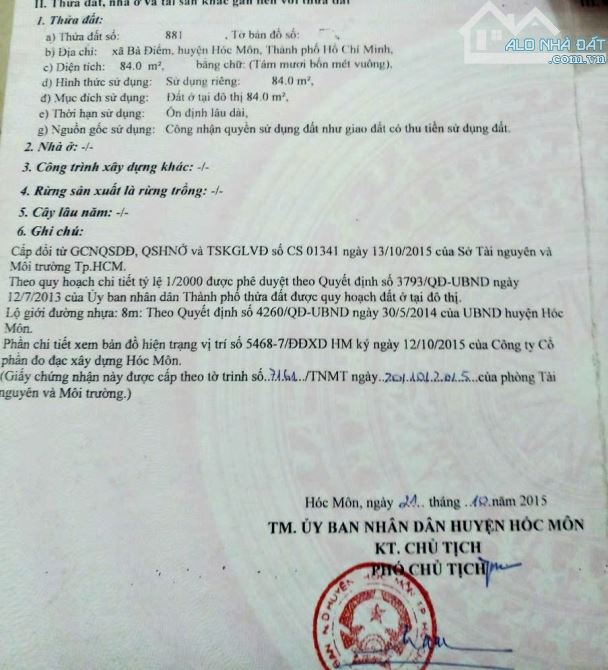 II. Thửa đất, nhà ở và tài sản khác gắn liền với thửa đất
1. Thửa đất:
a) Thửa đất số: 881 , Tờ bản đồ số:
b) Địa chỉ: xã Bà Điểm, huyện Hóc Môn, Thành phố Hồ Chí Minh,
c) Diện tích: 84.0 m², bằng chữ: (Tám mươi bốn mét vuông).
d) Hình thức sử dụng: Sử dụng riêng: 84.0 m²,
đ) Mục đích sử dụng: Đất ở tại đô thị 84.0 m²,
e) Thời hạn sử dụng: Ổn định lâu dài,
g) Nguồn gốc sử dụng: Công nhận quyền sử dụng đất như giao đất có thu tiền sử dụng đất.
2. Nhà ở: -/-
3. Công trình xây dựng khác: -/-
4. Rừng sản xuất là rừng trồng: -/-
5. Cây lâu năm: -/-
6. Ghi chú:
Cấp đổi từ GCNQSDĐ, QSHNỞ và TSKGLVĐ số CS 01341 ngày 13/10/2015 của Sở Tài nguyên và
Môi trường Tp.HCM.
Theo quy hoạch chi tiết tỷ lệ 1/2000 được phê duyệt theo Quyết định số 3793/QĐ-UBND ngày
12/7/2013 của Ủy ban nhân dân Thành phố thửa đất được quy hoạch đất ở tại đô thị.
Lộ giới đường nhựa: 8m: Theo Quyết định số 4260/QĐ-UBND ngày 30/5/2014 của UBND huyện Hóc
Môn.
Phần chi tiết xem bản đồ hiện trạng vị trí số 5468-7/ĐĐXD HM ký ngày 12/10/2015 của Công ty Cổ
phần đo đạc xây dựng Hóc Môn.
(Giấy chứng nhận này được cấp theo tờ trình số..7161../TNMT ngày..20/10/2015...của phòng Tài
nguyên và Môi trường.)
Hóc Môn, ngày 21.. tháng ..10.năm 2015
TM. ỦY BAN NHÂN DÂN HUYỆN HÓC MÔN
KT. CHỦ TỊCH
PHÓ CHỦ TỊCH
ALO NHÀ ĐẤT
.com.vn